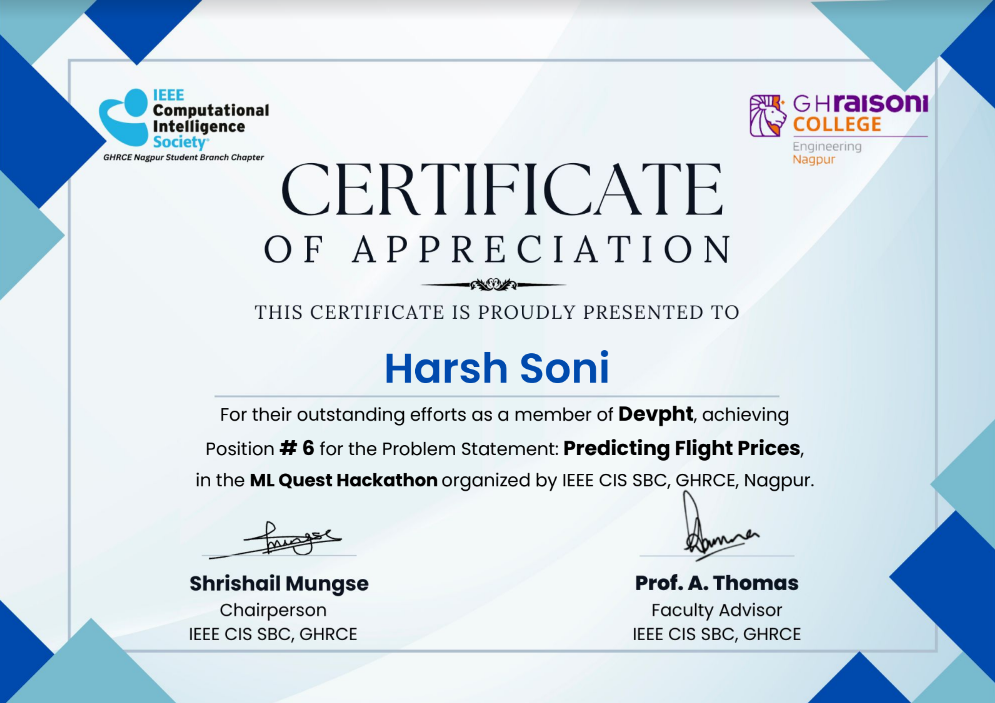 IEEE
Computational
Intelligence
Society
GHRCE Nagpur Student Branch Chapter
GHRAISONI
COLLEGE
Engineering
Nagpur
CERTIFICATE
OF APPRECIATION
THIS CERTIFICATE IS PROUDLY PRESENTED TO
Harsh Soni
For their outstanding efforts as a member of Devpht, achieving
Position # 6 for the Problem Statement: Predicting Flight Prices,
in the ML Quest Hackathon organized by IEEE CIS SBC, GHRCE, Nagpur.
Shrishail Mungse
Chairperson
IEEE CIS SBC, GHRCE
Prof. A. Thomas
Faculty Advisor
IEEE CIS SBC, GHRCE